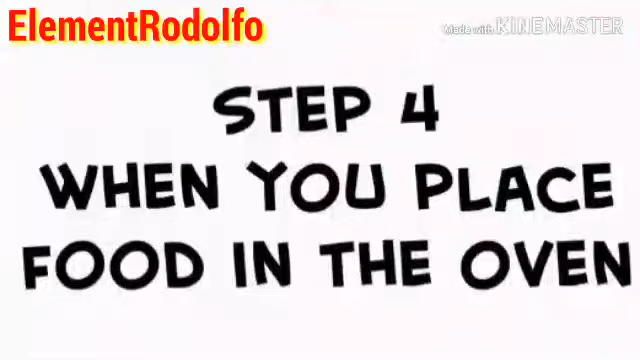 ElementRodolfo
Made with KINEMASTER
STEP 4
WHEN YOU PLACE
FOOD IN THE OVEN